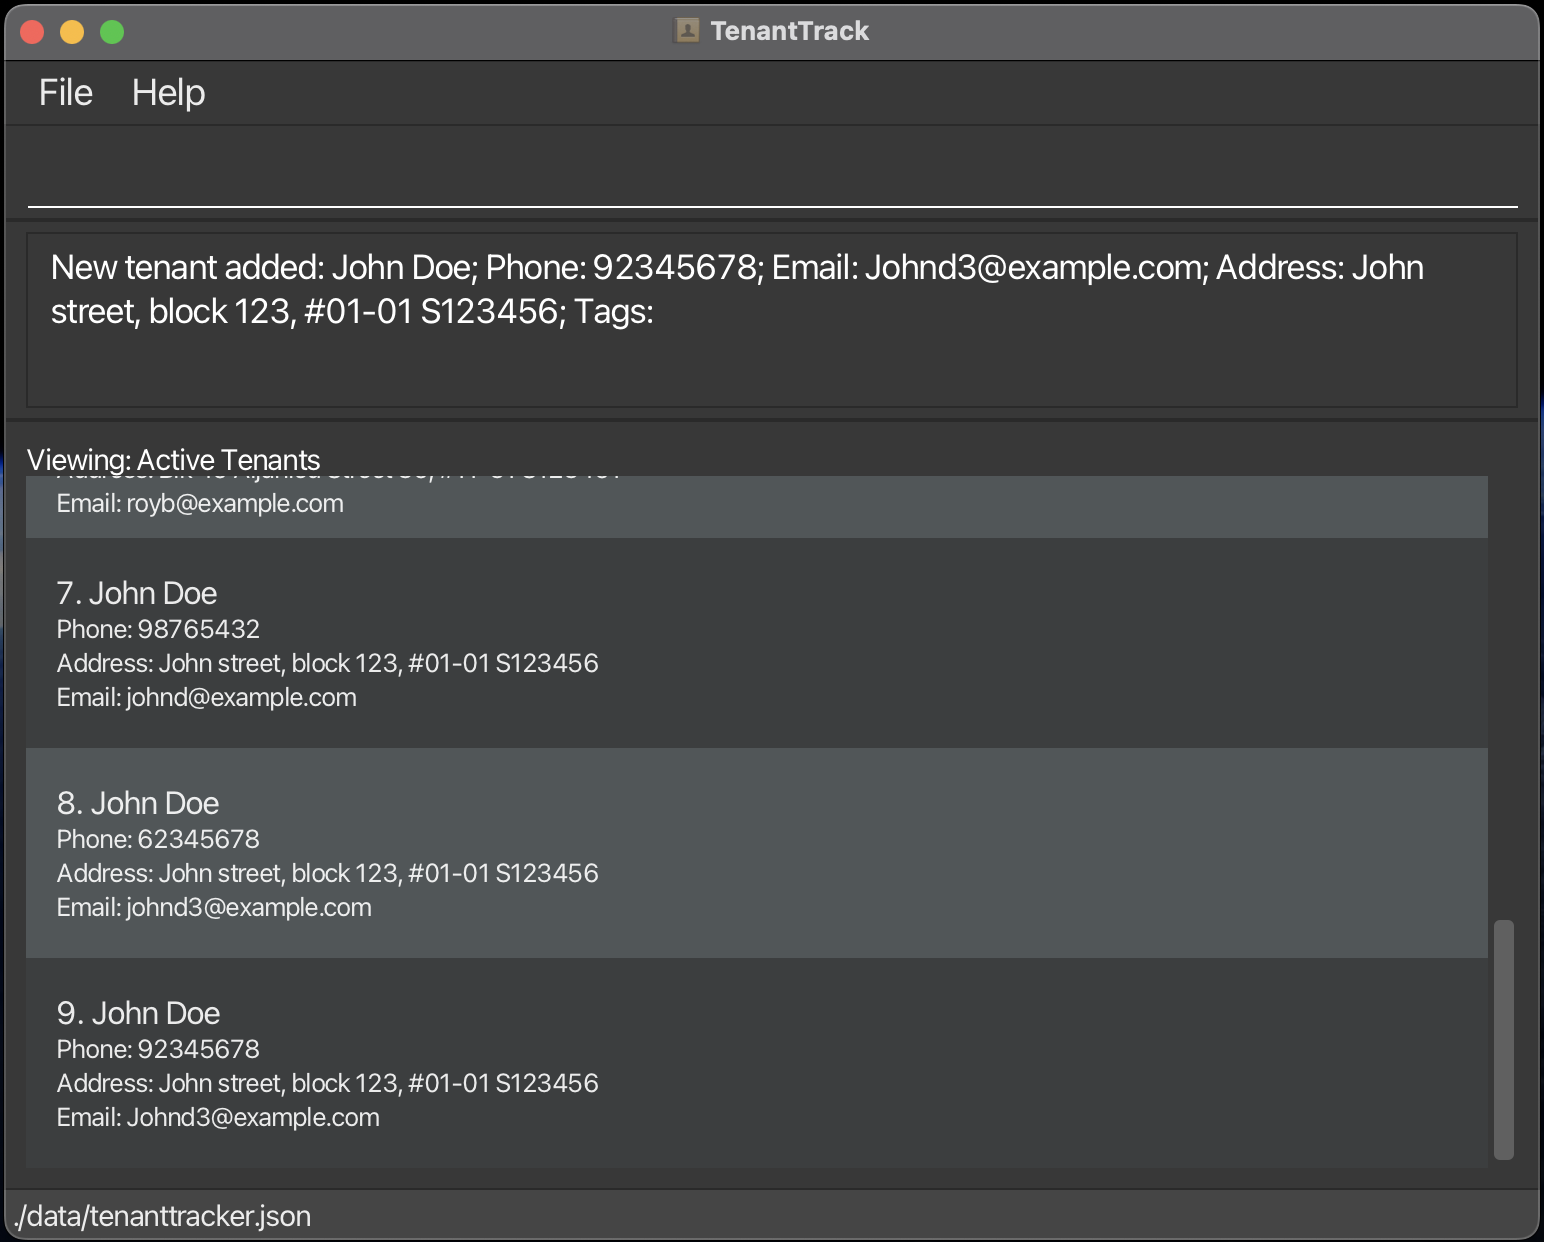 TenantTrack
File Help
New tenant added: John Doe; Phone: 92345678; Email: Johnd3@example.com; Address: John
street, block 123, #01-01 S123456; Tags:
Viewing: Active Tenants
Email: royb@example.com
7. John Doe
Phone: 98765432
Address: John street, block 123, #01-01 S123456
Email: johnd@example.com
8. John Doe
Phone: 62345678
Address: John street, block 123, #01-01 S123456
Email: johnd3@example.com
9. John Doe
Phone: 92345678
Address: John street, block 123, #01-01 S123456
Email: Johnd3@example.com
./data/tenanttracker.json